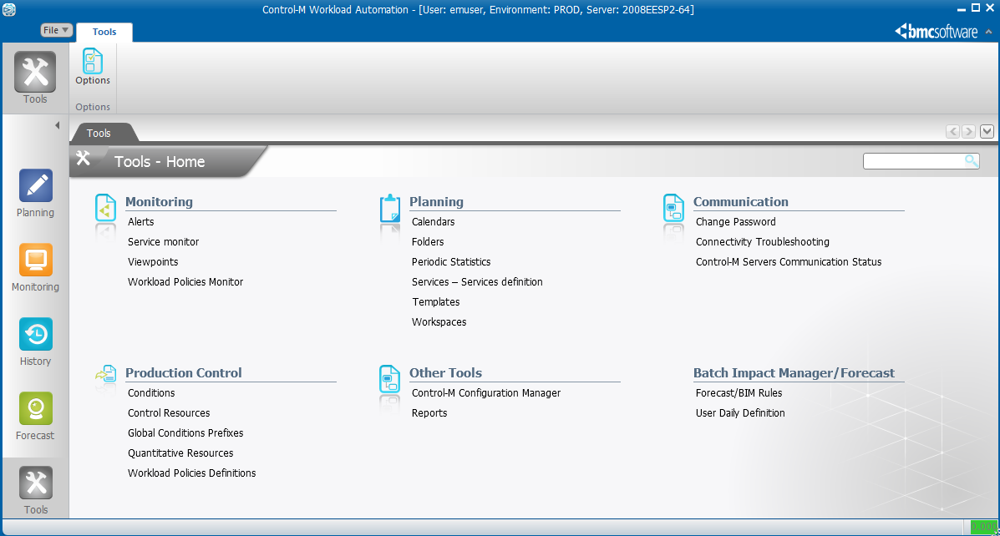 Control-M Workload Automation - [User: emuser, Environment: PROD, Server: 2008EESP2-64]
File
Tools
bmcsoftware
Tools
Options
Options
Tools
Tools - Home
Planning
Monitoring
History
Forecast
Tools
Monitoring
Alerts
Service monitor
Viewpoints
Workload Policies Monitor
Planning
Calendars
Folders
Periodic Statistics
Services – Services definition
Templates
Workspaces
Communication
Change Password
Connectivity Troubleshooting
Control-M Servers Communication Status
Production Control
Conditions
Control Resources
Global Conditions Prefixes
Quantitative Resources
Workload Policies Definitions
Other Tools
Control-M Configuration Manager
Reports
Batch Impact Manager/Forecast
Forecast/BIM Rules
User Daily Definition